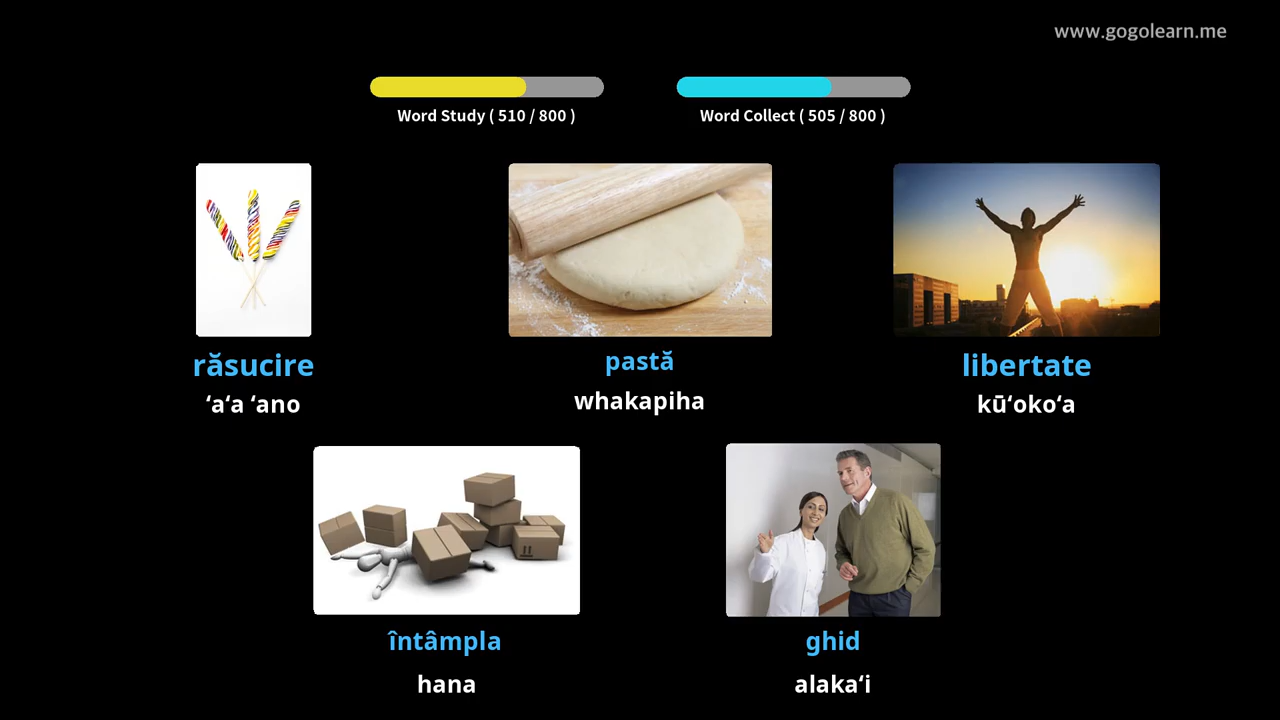 www.gogolearn.me
Word Study ( 510 / 800 )
Word Collect ( 505 / 800 )
răsucire
ʻaʻa ʻano
pastă
whakapiha
libertate
kūʻokoʻa
întâmpla
hana
ghid
alakaʻi